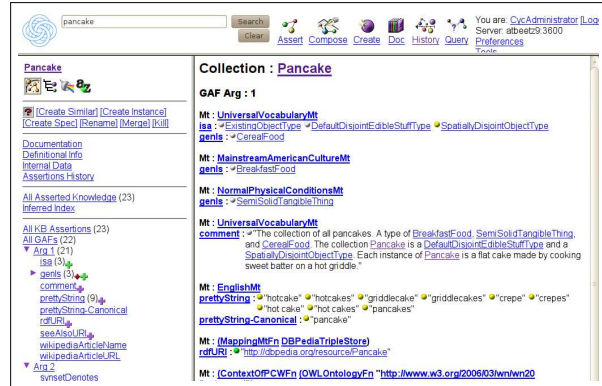 pancake
Search
Clear
Assert Compose Create Doc History Query
You are: CycAdministrator [Log
Server: atbeetz9:3600
Preferences
Tools
Pancake
[Create Similar] [Create Instance]
[Create Spec] [Rename] [Merge] [Kill]
Documentation
Definitional Info
Internal Data
Assertions History
All Asserted Knowledge (23)
Inferred Index
All KB Assertions (23)
All GAFs (22)
Arg 1 (21)
isa (3)
genls (3)
comment
prettyString (9)
prettyString-Canonical
rdfURI
seeAlsoURI
wikipediaArticleName
wikipediaArticleURL
Arg 2
synsetDenotes
Collection : Pancake
GAF Arg : 1
Mt : UniversalVocabularyMt
isa : ExistingObjectType DefaultDisjointEdibleStuffType SpatiallyDisjointObjectType
genls : CerealFood
Mt : MainstreamAmericanCultureMt
genls : BreakfastFood
Mt : NormalPhysicalConditionsMt
genls : SemiSolidTangibleThing
Mt : UniversalVocabularyMt
comment : "The collection of all pancakes. A type of BreakfastFood, SemiSolidTangibleThing,
and CerealFood. The collection Pancake is a DefaultDisjointEdibleStuffType and a
SpatiallyDisjointObjectType. Each instance of Pancake is a flat cake made by cooking
sweet batter on a hot griddle."
Mt : EnglishMt
prettyString : "hotcake" "hotcakes" "griddlecake" "griddlecakes" "crepe" "crepes"
"hot cake" "hot cakes" "pancakes"
prettyString-Canonical : "pancake"
Mt : (MappingMtFn DBPediaTripleStore)
rdfURI : "http://dbpedia.org/resource/Pancake"
Mt : (ContextOfPCWFn (OWLOntologyFn "http://www.w3.org/2006/03/wn/wn20